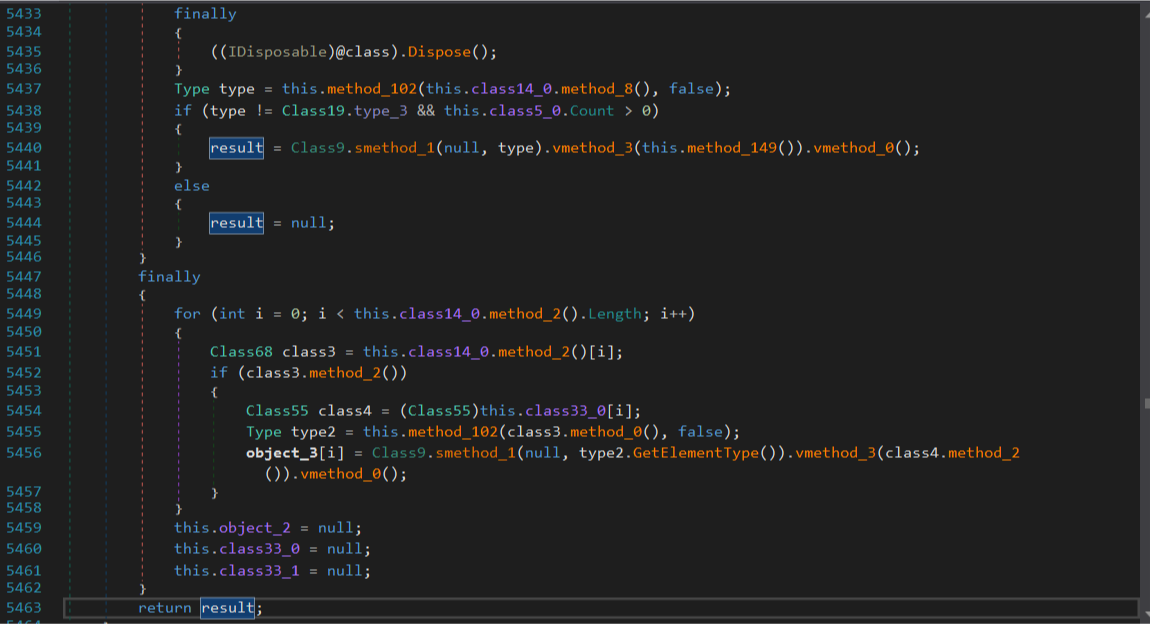 5433 finally
5434 {
5435 ((IDisposable)@class).Dispose();
5436 }
5437 Type type = this.method_102(this.class14_0.method_8(), false);
5438 if (type != Class19.type_3 && this.class5_0.Count > 0)
5439 {
5440 result = Class9.smethod_1(null, type).vmethod_3(this.method_149()).vmethod_0();
5441 }
5442 else
5443 {
5444 result = null;
5445 }
5446 }
5447 finally
5448 {
5449 for (int i = 0; i < this.class14_0.method_2().Length; i++)
5450 {
5451 Class68 class3 = this.class14_0.method_2()[i];
5452 if (class3.method_2())
5453 {
5454 Class55 class4 = (Class55)this.class33_0[i];
5455 Type type2 = this.method_102(class3.method_0(), false);
5456 object_3[i] = Class9.smethod_1(null, type2.GetElementType()).vmethod_3(class4.method_2
()).vmethod_0();
5457 }
5458 }
5459 this.object_2 = null;
5460 this.class33_0 = null;
5461 this.class33_1 = null;
5462 }
5463 return result;